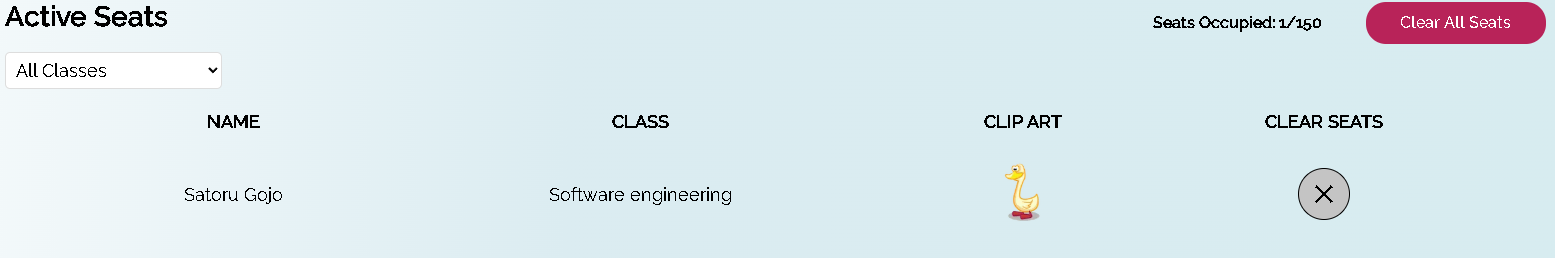 Active Seats
Seats Occupied: 1/150
Clear All Seats
All Classes
NAME CLASS CLIP ART CLEAR SEATS
Satoru Gojo Software engineering